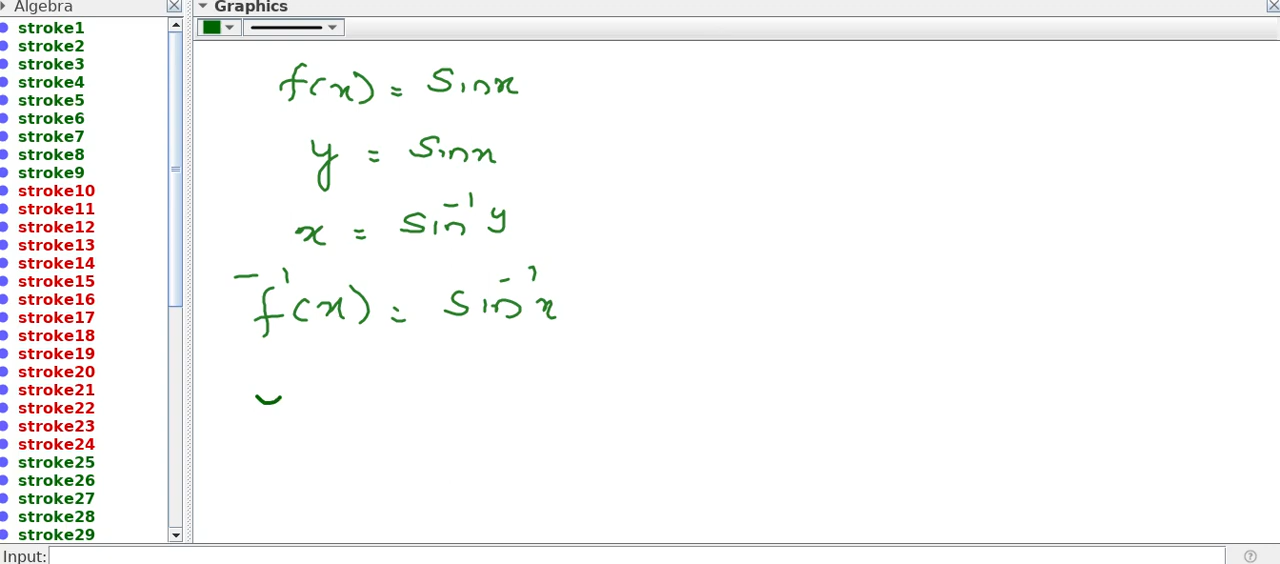 Algebra
Graphics
stroke1
stroke2
stroke3
stroke4
stroke5
stroke6
stroke7
stroke8
stroke9
stroke10
stroke11
stroke12
stroke13
stroke14
stroke15
stroke16
stroke17
stroke18
stroke19
stroke20
stroke21
stroke22
stroke23
stroke24
stroke25
stroke26
stroke27
stroke28
stroke29
f(x) = Sinx
y = Sinx
x = Sin⁻¹ y
f⁻¹(x) = Sin⁻¹x
Input: